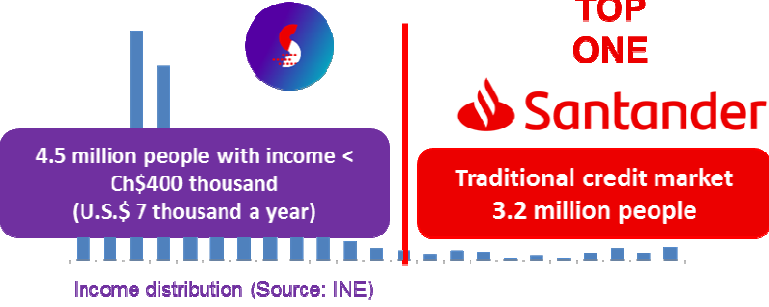 TOP
ONE
Santander
4.5 million people with income <
Ch$400 thousand
(U.S.$ 7 thousand a year)
Traditional credit market
3.2 million people
Income distribution (Source: INE)